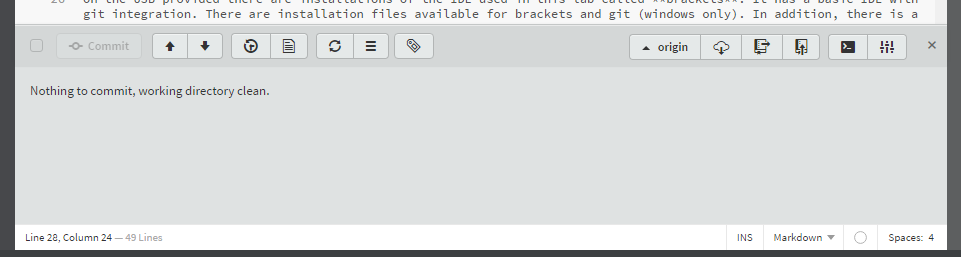 on the USB provided there are installations of the IDE used in this lab called **brackets**. It has a basic IDE with
git integration. There are installation files available for brackets and git (windows only). In addition, there is a
Commit
origin
Nothing to commit, working directory clean.
Line 28, Column 24 — 49 Lines
INS
Markdown
Spaces: 4